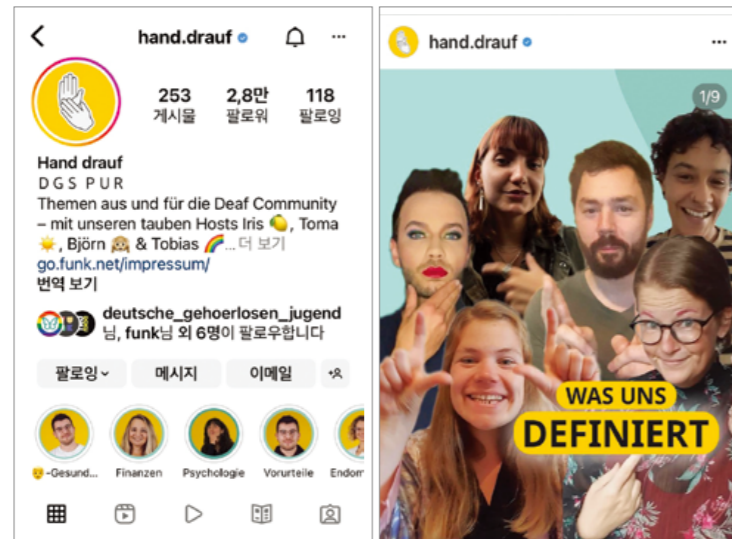 hand.drauf
253
2,8만
118
게시물
팔로워
팔로잉
Hand drauf
D G S P U R
Themen aus und für die Deaf Community
– mit unseren tauben Hosts Iris 🍋, Toma
☀️, Björn 🙉 & Tobias 🌈... 더 보기
go.funk.net/impressum/
번역 보기
deutsche_gehoerlosen_jugend
님, funk님 외 6명이 팔로우합니다
팔로잉
메시지
이메일
-Gesund...
Finanzen
Psychologie
Vorurteile
Endom
hand.drauf
1/9
WAS UNS
DEFINIERT